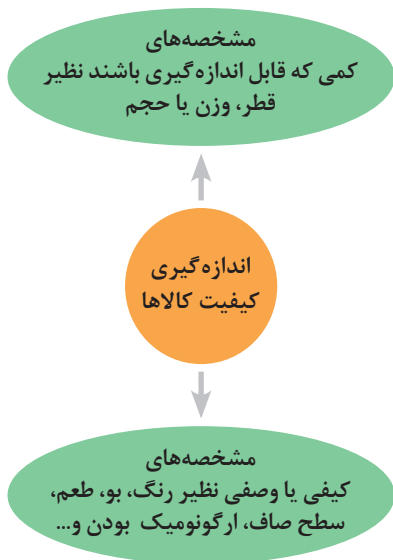 مشخصه‌های
کمی که قابل اندازه‌گیری باشند نظیر
قطر، وزن یا حجم
اندازه‌گیری
کیفیت کالاها
مشخصه‌های
کیفی یا وصفی نظیر رنگ، بو، طعم،
سطح صاف، ارگونومیک بودن و...